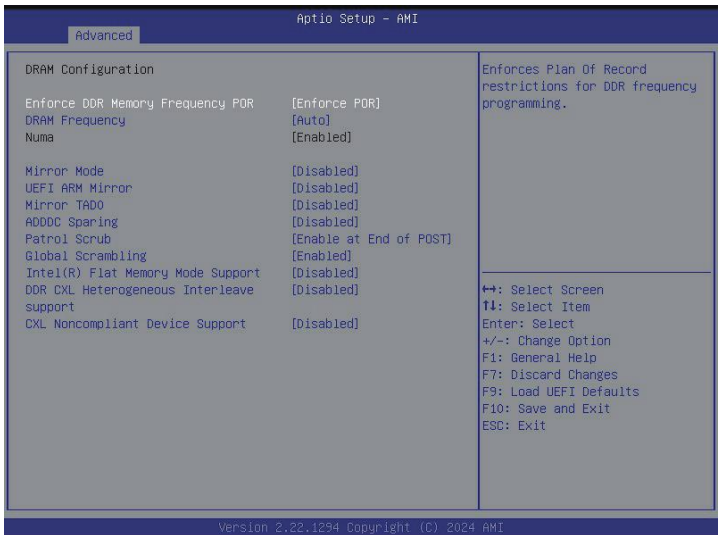 Aptio Setup – AMI
Advanced
DRAM Configuration
Enforce DDR Memory Frequency POR [Enforce POR]
DRAM Frequency [Auto]
Numa [Enabled]
Mirror Mode [Disabled]
UEFI ARM Mirror [Disabled]
Mirror TAD0 [Disabled]
ADDDC Sparing [Disabled]
Patrol Scrub [Enable at End of POST]
Global Scrambling [Enabled]
Intel(R) Flat Memory Mode Support [Disabled]
DDR CXL Heterogeneous Interleave [Disabled]
support
CXL Noncompliant Device Support [Disabled]
Enforces Plan Of Record
restrictions for DDR frequency
programming.
↔: Select Screen
↑↓: Select Item
Enter: Select
+/-: Change Option
F1: General Help
F7: Discard Changes
F9: Load UEFI Defaults
F10: Save and Exit
ESC: Exit
Version 2.22.1294 Copyright (C) 2024 AMI